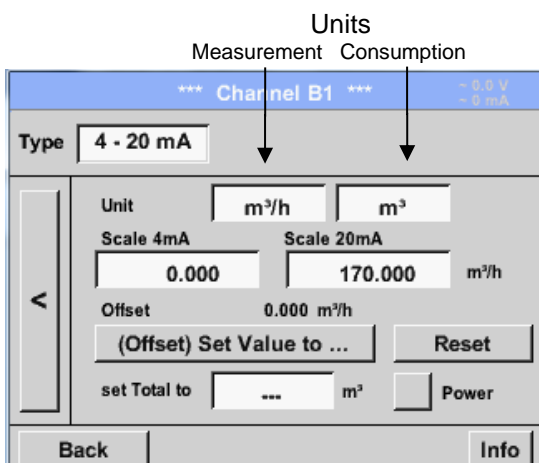 Units
Measurement Consumption
*** Channel B1 *** ~ 0.0 V
~ 0 mA
Type 4 - 20 mA
Unit m³/h m³
Scale 4mA Scale 20mA
0.000 170.000 m³/h
<
Offset 0.000 m³/h
(Offset) Set Value to ... Reset
set Total to --- m³ Power
Back Info